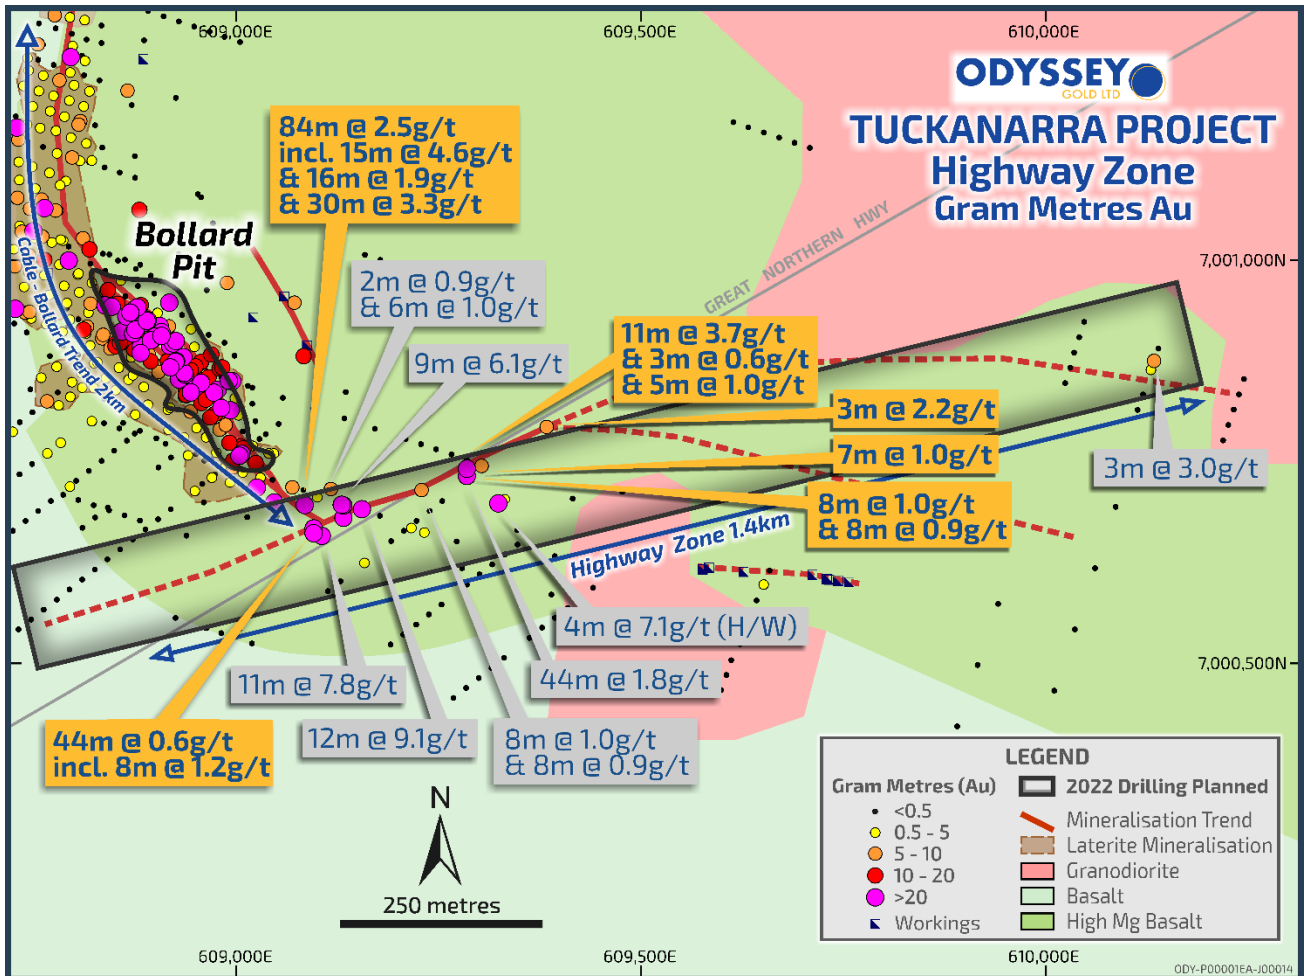 609,000E
609,500E
610,000E
ODYSSEY
GOLD LTD
TUCKANARRA PROJECT
Highway Zone
Gram Metres Au
84m @ 2.5g/t
incl. 15m @ 4.6g/t
& 16m @ 1.9g/t
& 30m @ 3.3g/t
Bollard
Pit
Cable - Bollard Trend 2km
GREAT NORTHERN HWY
7,001,000N
2m @ 0.9g/t
& 6m @ 1.0g/t
9m @ 6.1g/t
11m @ 3.7g/t
& 3m @ 0.6g/t
& 5m @ 1.0g/t
3m @ 2.2g/t
7m @ 1.0g/t
3m @ 3.0g/t
8m @ 1.0g/t
& 8m @ 0.9g/t
Highway Zone 1.4km
4m @ 7.1g/t (H/W)
44m @ 1.8g/t
7,000,500N
11m @ 7.8g/t
12m @ 9.1g/t
8m @ 1.0g/t
& 8m @ 0.9g/t
44m @ 0.6g/t
incl. 8m @ 1.2g/t
N
250 metres
LEGEND
Gram Metres (Au)
<0.5
0.5 - 5
5 - 10
10 - 20
>20
Workings
2022 Drilling Planned
Mineralisation Trend
Laterite Mineralisation
Granodiorite
Basalt
High Mg Basalt
609,000E
609,500E
610,000E
ODY-P00001EA-J00014